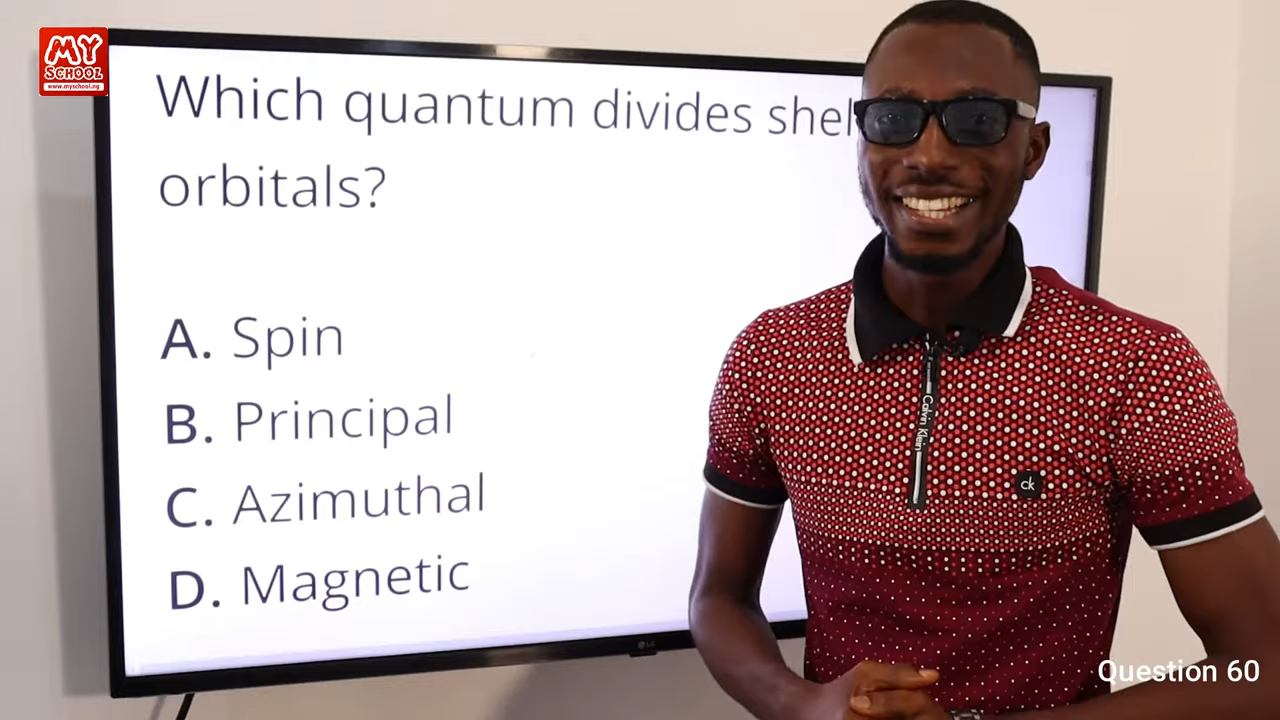 MY
SCHOOL
www.myschool.ng
Which quantum divides
orbitals?
A. Spin
B. Principal
C. Azimuthal
D. Magnetic
Calvin Klein
ck
LG
Question 60